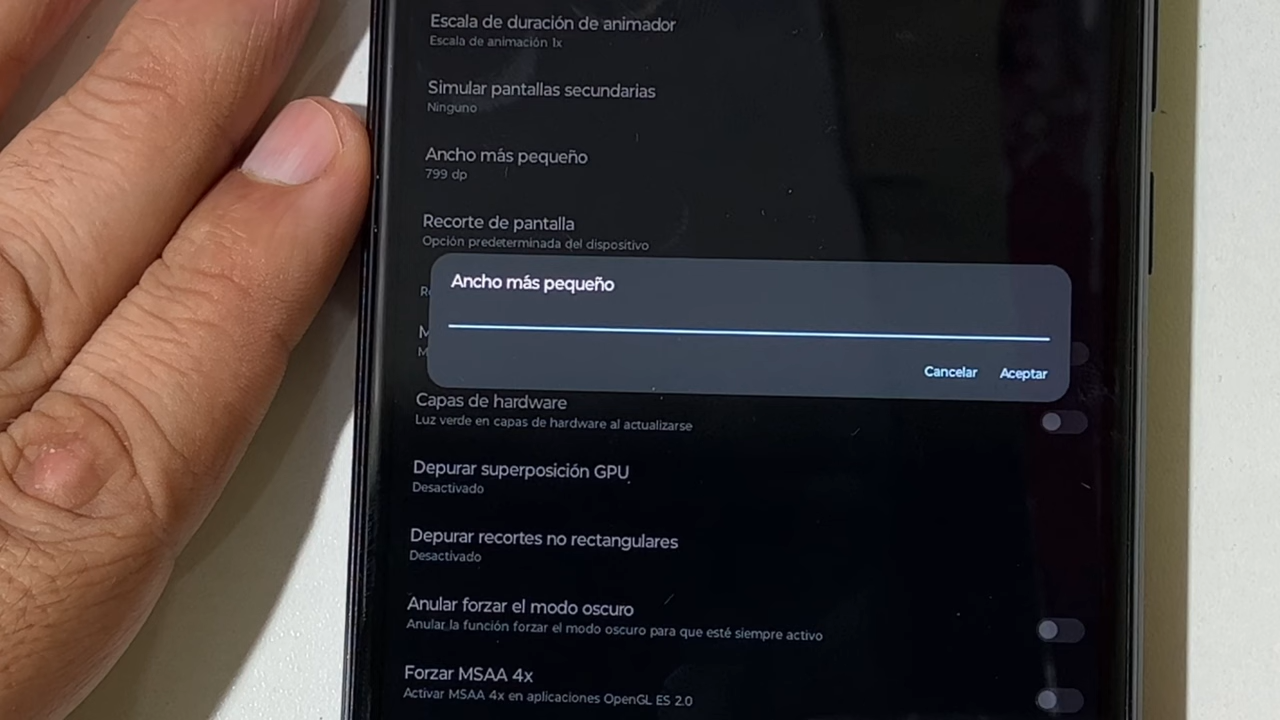 Escala de duración de animador
Escala de animación 1x
Simular pantallas secundarias
Ninguno
Ancho más pequeño
799 dp
Recorte de pantalla
Opción predeterminada del dispositivo
Ancho más pequeño
Cancelar Aceptar
Capas de hardware
Luz verde en capas de hardware al actualizarse
Depurar superposición GPU
Desactivado
Depurar recortes no rectangulares
Desactivado
Anular forzar el modo oscuro
Anular la función forzar el modo oscuro para que esté siempre activo
Forzar MSAA 4x
Activar MSAA 4x en aplicaciones OpenGL ES 2.0